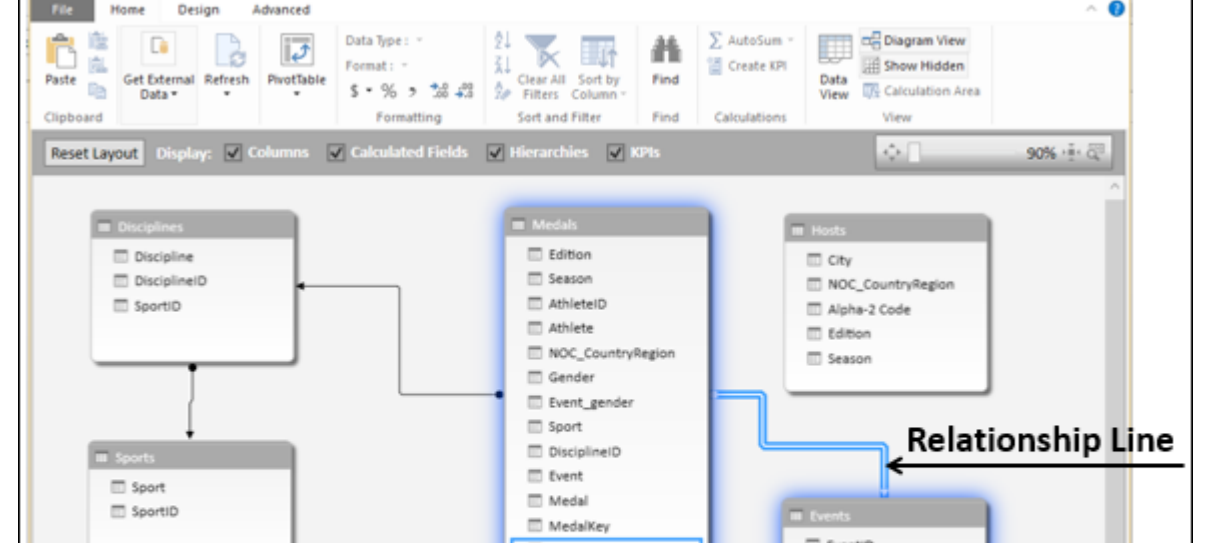 File Home Design Advanced
Paste
Get External Data
Refresh
PivotTable
Data Type :
Format :
$ % ,
Clear All Filters
Sort by Column
Find
AutoSum
Create KPI
Data View
Diagram View
Show Hidden
Calculation Area
Clipboard Formatting Sort and Filter Find Calculations View
Reset Layout Display: Columns Calculated Fields Hierarchies KPIs 90%
Disciplines
Discipline
DisciplineID
SportID
Medals
Edition
Season
AthleteID
Athlete
NOC_CountryRegion
Gender
Event_gender
Sport
DisciplineID
Event
Medal
MedalKey
Hosts
City
NOC_CountryRegion
Alpha-2 Code
Edition
Season
Relationship Line
Sports
Sport
SportID
Events